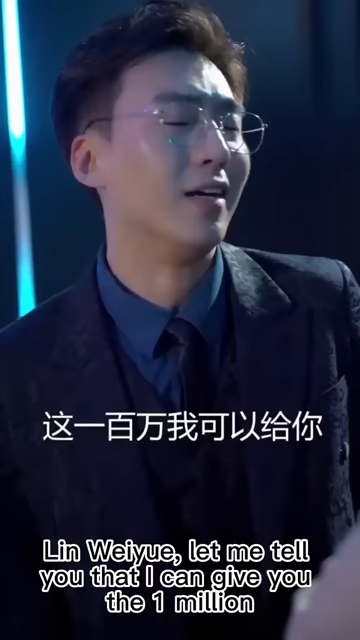 这一百万我可以给你
Lin Weiyue, let me tell
you that I can give you
the 1 million